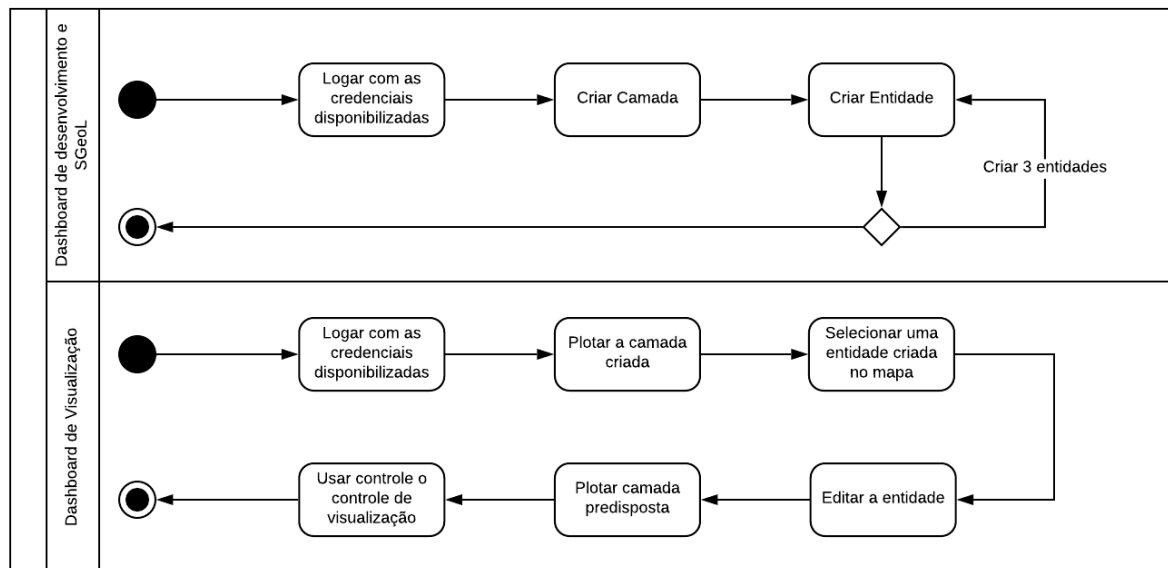 Dashboard de desenvolvimento e
SGeoL
Logar com as
credenciais
disponibilizadas
Criar Camada
Criar Entidade
Criar 3 entidades
Dashboard de Visualização
Logar com as
credenciais
disponibilizadas
Plotar a camada
criada
Selecionar uma
entidade criada
no mapa
Usar controle o
controle de
visualização
Plotar camada
predisposta
Editar a entidade